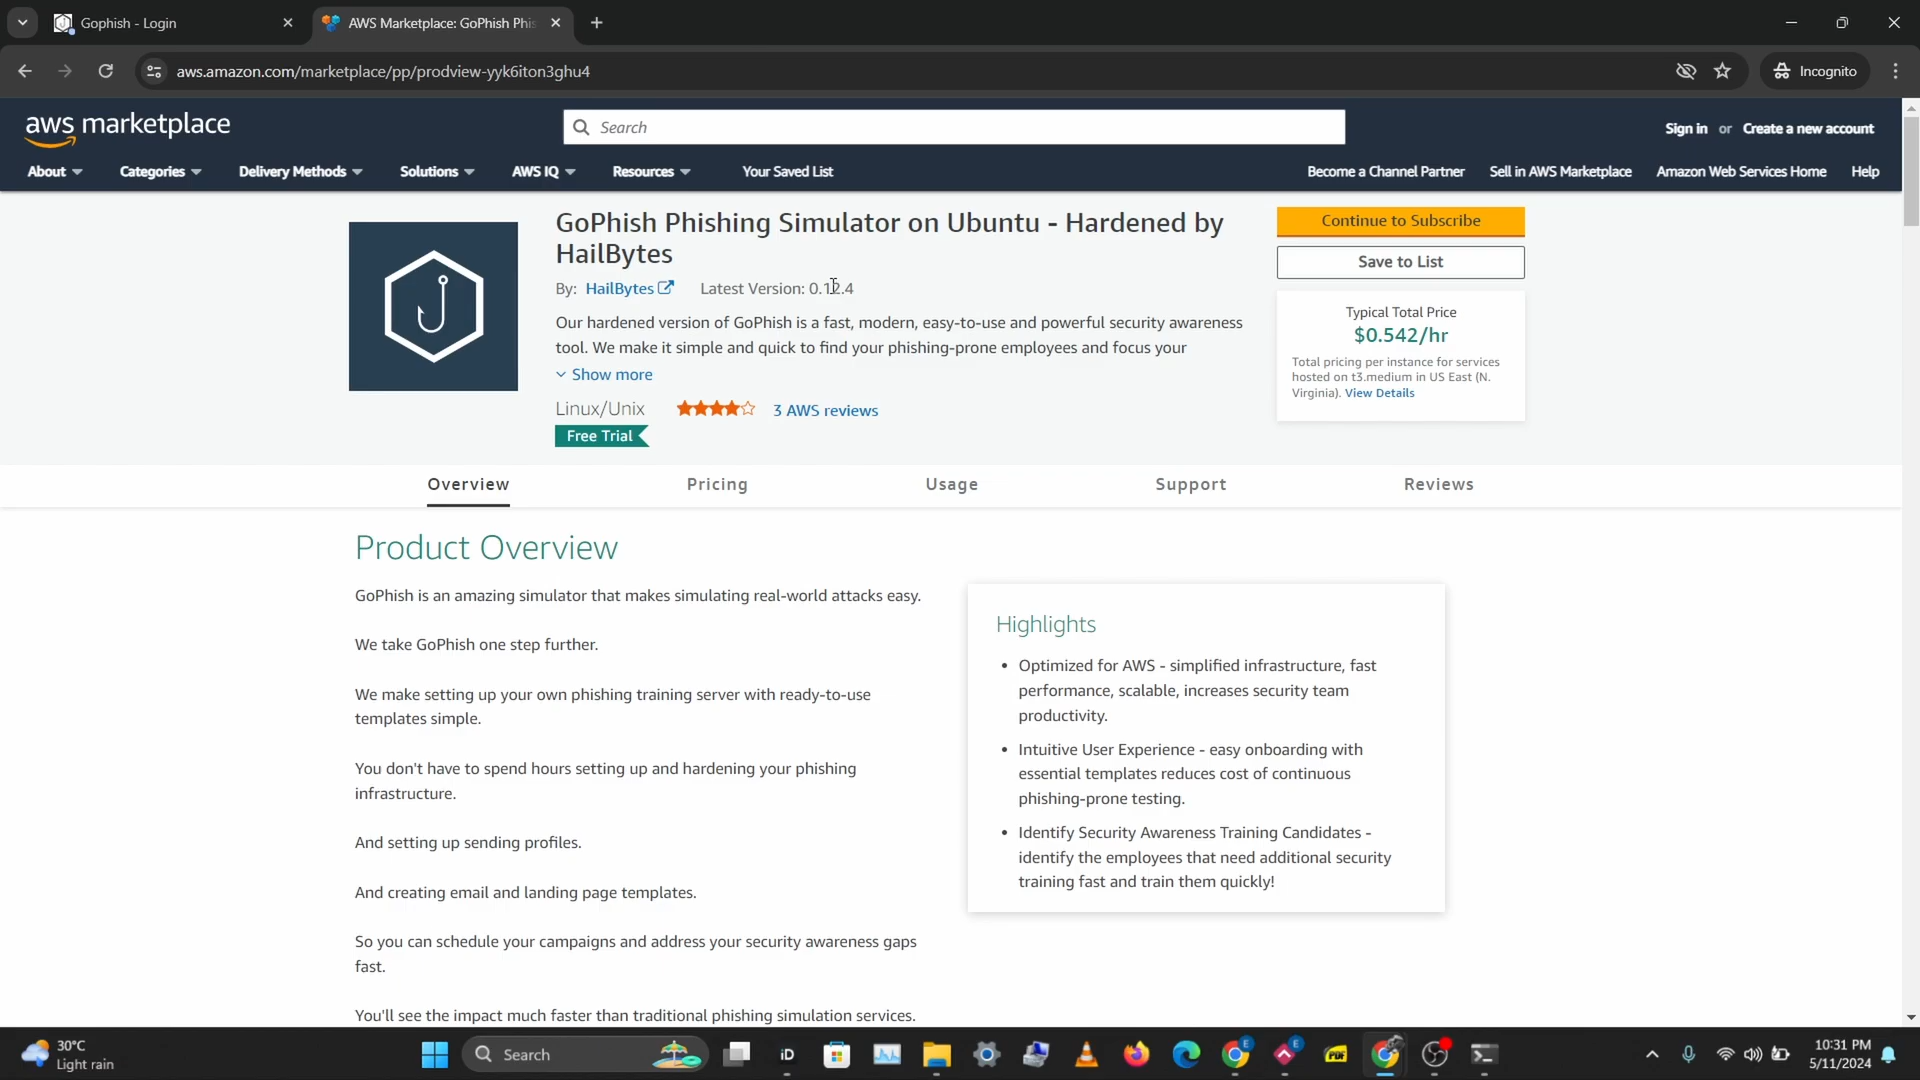 Gophish - Login
AWS Marketplace: GoPhish Phis
aws.amazon.com/marketplace/pp/prodview-yyk6iton3ghu4
Incognito
aws marketplace
Search
Sign in or Create a new account
About Categories Delivery Methods Solutions AWS IQ Resources Your Saved List
Become a Channel Partner Sell in AWS Marketplace Amazon Web Services Home Help
GoPhish Phishing Simulator on Ubuntu - Hardened by
HailBytes
By: HailBytes Latest Version: 0.12.4
Our hardened version of GoPhish is a fast, modern, easy-to-use and powerful security awareness
tool. We make it simple and quick to find your phishing-prone employees and focus your
Show more
Linux/Unix
3 AWS reviews
Free Trial
Continue to Subscribe
Save to List
Typical Total Price
$0.542/hr
Total pricing per instance for services
hosted on t3.medium in US East (N.
Virginia). View Details
Overview Pricing Usage Support Reviews
Product Overview
GoPhish is an amazing simulator that makes simulating real-world attacks easy.
We take GoPhish one step further.
We make setting up your own phishing training server with ready-to-use
templates simple.
You don't have to spend hours setting up and hardening your phishing
infrastructure.
And setting up sending profiles.
And creating email and landing page templates.
So you can schedule your campaigns and address your security awareness gaps
fast.
You'll see the impact much faster than traditional phishing simulation services.
Highlights
• Optimized for AWS - simplified infrastructure, fast
performance, scalable, increases security team
productivity.
• Intuitive User Experience - easy onboarding with
essential templates reduces cost of continuous
phishing-prone testing.
• Identify Security Awareness Training Candidates -
identify the employees that need additional security
training fast and train them quickly!
30°C
Light rain
Search
iD
E
E
PDF
10:31 PM
5/11/2024